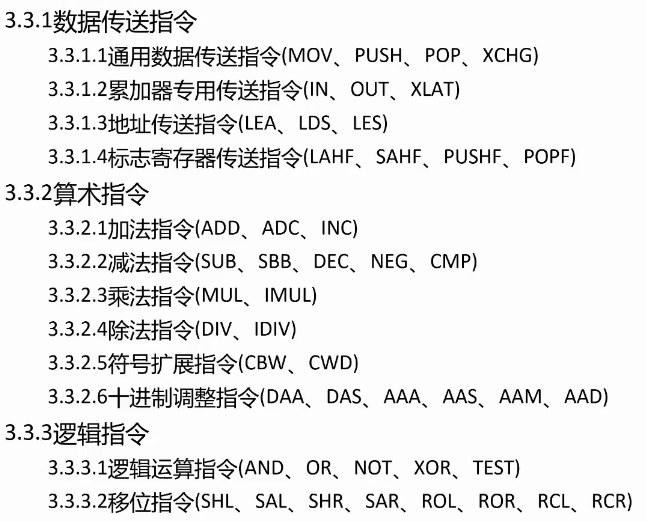 3.3.1数据传送指令
3.3.1.1通用数据传送指令(MOV、PUSH、POP、XCHG)
3.3.1.2累加器专用传送指令(IN、OUT、XLAT)
3.3.1.3地址传送指令(LEA、LDS、LES)
3.3.1.4标志寄存器传送指令(LAHF、SAHF、PUSHF、POPF)
3.3.2算术指令
3.3.2.1加法指令(ADD、ADC、INC)
3.3.2.2减法指令(SUB、SBB、DEC、NEG、CMP)
3.3.2.3乘法指令(MUL、IMUL)
3.3.2.4除法指令(DIV、IDIV)
3.3.2.5符号扩展指令(CBW、CWD)
3.3.2.6十进制调整指令(DAA、DAS、AAA、AAS、AAM、AAD)
3.3.3逻辑指令
3.3.3.1逻辑运算指令(AND、OR、NOT、XOR、TEST)
3.3.3.2移位指令(SHL、SAL、SHR、SAR、ROL、ROR、RCL、RCR)